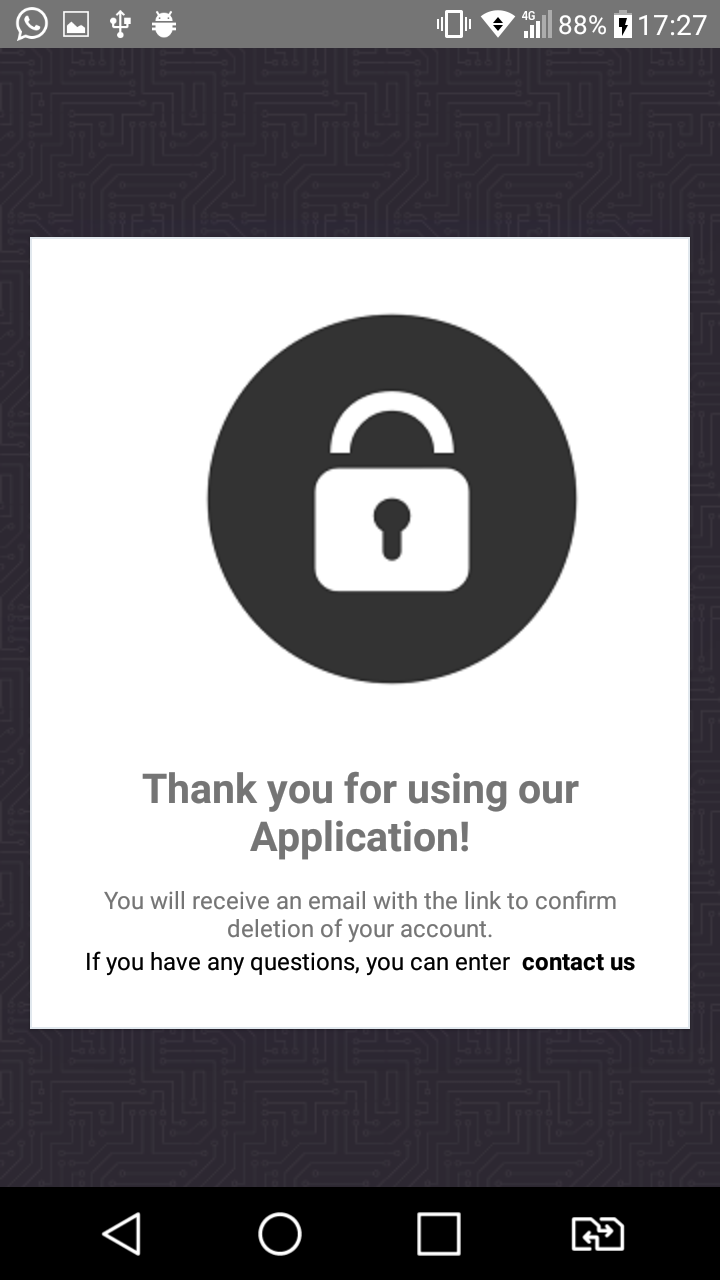 4G 88% 17:27
Thank you for using our
Application!
You will receive an email with the link to confirm
deletion of your account.
If you have any questions, you can enter contact us